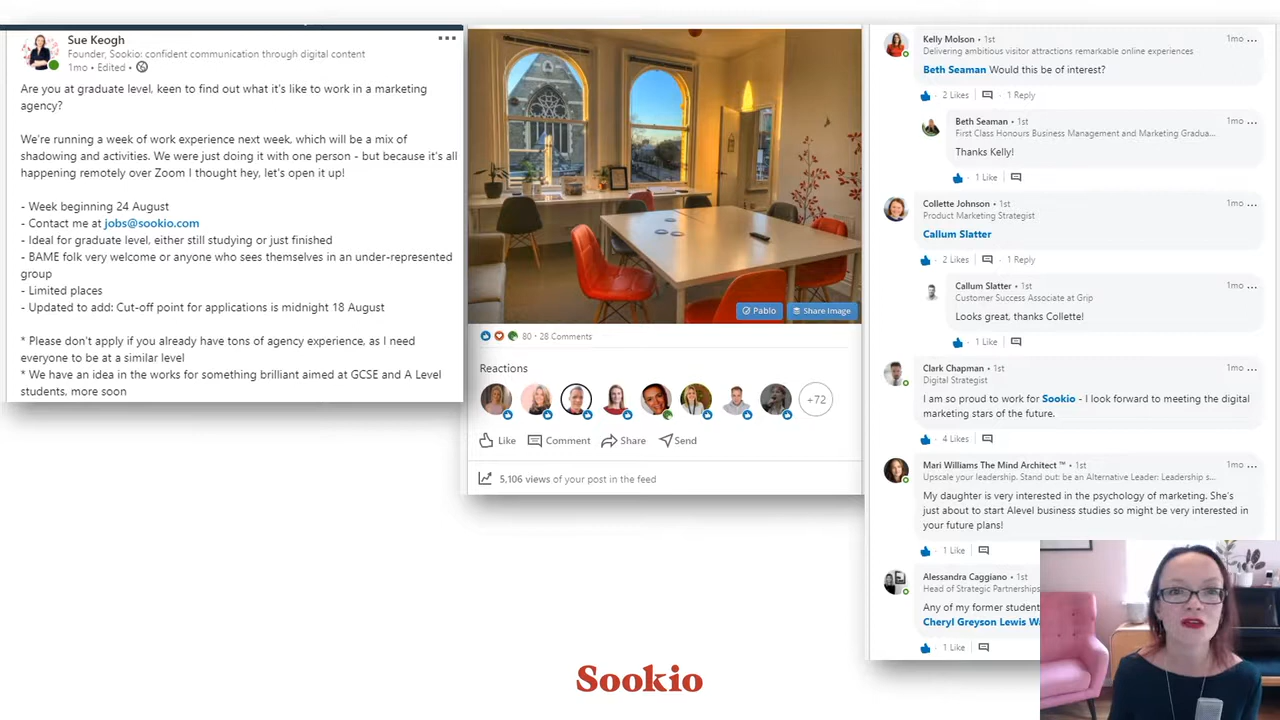 Sue Keogh
Founder, Sookio: confident communication through digital content
1mo • Edited •
Are you at graduate level, keen to find out what it's like to work in a marketing
agency?
We're running a week of work experience next week, which will be a mix of
shadowing and activities. We were just doing it with one person - but because it's all
happening remotely over Zoom I thought hey, let's open it up!
- Week beginning 24 August
- Contact me at jobs@sookio.com
- Ideal for graduate level, either still studying or just finished
- BAME folk very welcome or anyone who sees themselves in an under-represented
group
- Limited places
- Updated to add: Cut-off point for applications is midnight 18 August
* Please don't apply if you already have tons of agency experience, as I need
everyone to be at a similar level
* We have an idea in the works for something brilliant aimed at GCSE and A Level
students, more soon
Pablo
Share Image
80 · 28 Comments
Reactions
+72
Like
Comment
Share
Send
5,106 views of your post in the feed
Kelly Molson • 1st
1mo ...
Delivering ambitious visitor attractions remarkable online experiences
Beth Seaman Would this be of interest?
· 2 Likes
· 1 Reply
Beth Seaman • 1st
1mo ...
First Class Honours Business Management and Marketing Gradua...
Thanks Kelly!
· 1 Like
Collette Johnson • 1st
1mo ...
Product Marketing Strategist
Callum Slatter
· 2 Likes
· 1 Reply
Callum Slatter • 1st
1mo ...
Customer Success Associate at Grip
Looks great, thanks Collette!
· 1 Like
Clark Chapman • 1st
1mo ...
Digital Strategist
I am so proud to work for Sookio - I look forward to meeting the digital
marketing stars of the future.
· 4 Likes
Mari Williams The Mind Architect ™ • 1st
1mo ...
Upscale your leadership. Stand out: be an Alternative Leader: Leadership s...
My daughter is very interested in the psychology of marketing. She's
just about to start Alevel business studies so might be very interested in
your future plans!
· 1 Like
Alessandra Caggiano • 1st
Head of Strategic Partnerships
Any of my former student
Cheryl Greyson Lewis
· 1 Like
Sookio